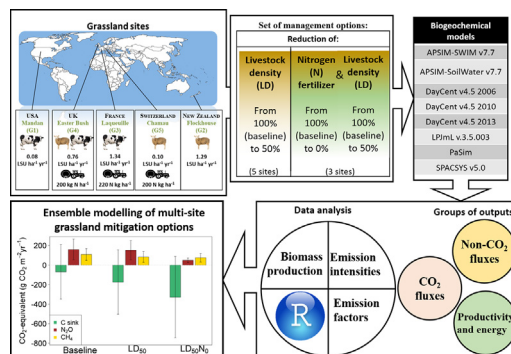 Grassland sites
USA
Mandan
(G1)
0.08
LSU ha⁻¹ yr⁻¹
UK
Easter Bush
(G4)
0.76
LSU ha⁻¹ yr⁻¹
200 kg N ha⁻¹
FRANCE
Laqueuille
(G3)
1.34
LSU ha⁻¹ yr⁻¹
220 kg N ha⁻¹
SWITZERLAND
Chamau
(G5)
0.10
LSU ha⁻¹ yr⁻¹
200 kg N ha⁻¹
NEW ZEALAND
Flockhouse
(G2)
1.29
LSU ha⁻¹ yr⁻¹
Set of management options:
Reduction of:
Livestock
density
(LD)
From
100%
(baseline)
to 50%
(5 sites)
Nitrogen
(N)
fertilizer
From
100%
(baseline)
to 0%
&
Livestock
density
(LD)
From
100%
(baseline)
to 50%
(3 sites)
Biogeochemical
models
APSIM-SWIM v7.7
APSIM-SoilWater v7.7
DayCent v4.5 2006
DayCent v4.5 2010
DayCent v4.5 2013
LPJmL v.3.5.003
PaSim
SPACSYS v5.0
Ensemble modelling of multi-site
grassland mitigation options
CO₂-equivalent (g CO₂ m⁻²yr⁻¹)
200
0
-200
-400
-600
-800
C sink
N₂O
CH₄
Baseline
LD₅₀
LD₅₀N₀
Data analysis
Biomass
production
Emission
intensities
R
Emission
factors
Groups of outputs
Non-CO₂
fluxes
CO₂
fluxes
Productivity
and energy